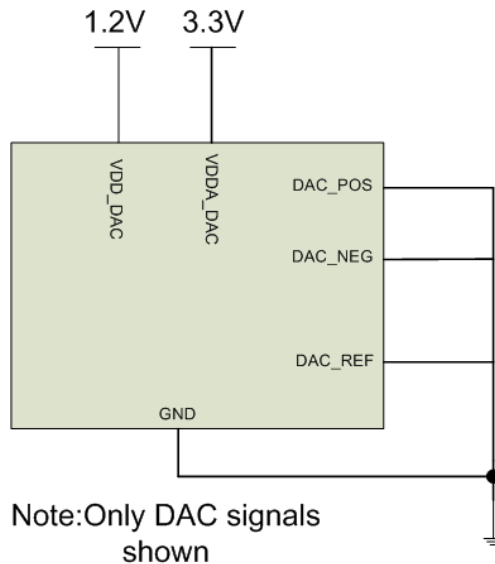 1.2V 3.3V
VDD_DAC
VDDA_DAC
DAC_POS
DAC_NEG
DAC_REF
GND
Note:Only DAC signals
shown